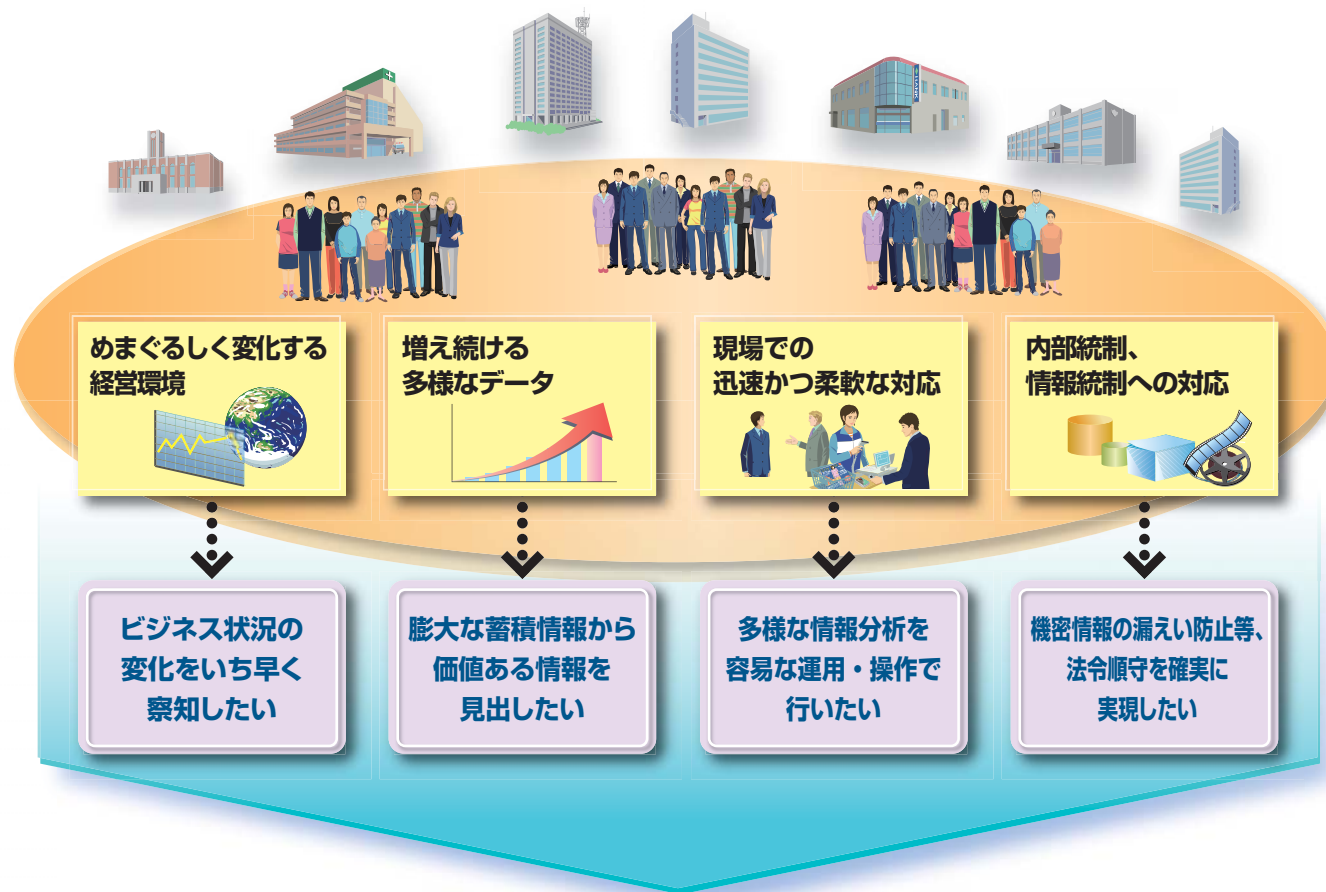 めまぐるしく変化する
経営環境
増え続ける
多様なデータ
現場での
迅速かつ柔軟な対応
内部統制、
情報統制への対応
ビジネス状況の
変化をいち早く
察知したい
膨大な蓄積情報から
価値ある情報を
見出したい
多様な情報分析を
容易な運用・操作で
行いたい
機密情報の漏えい防止等、
法令順守を確実に
実現したい